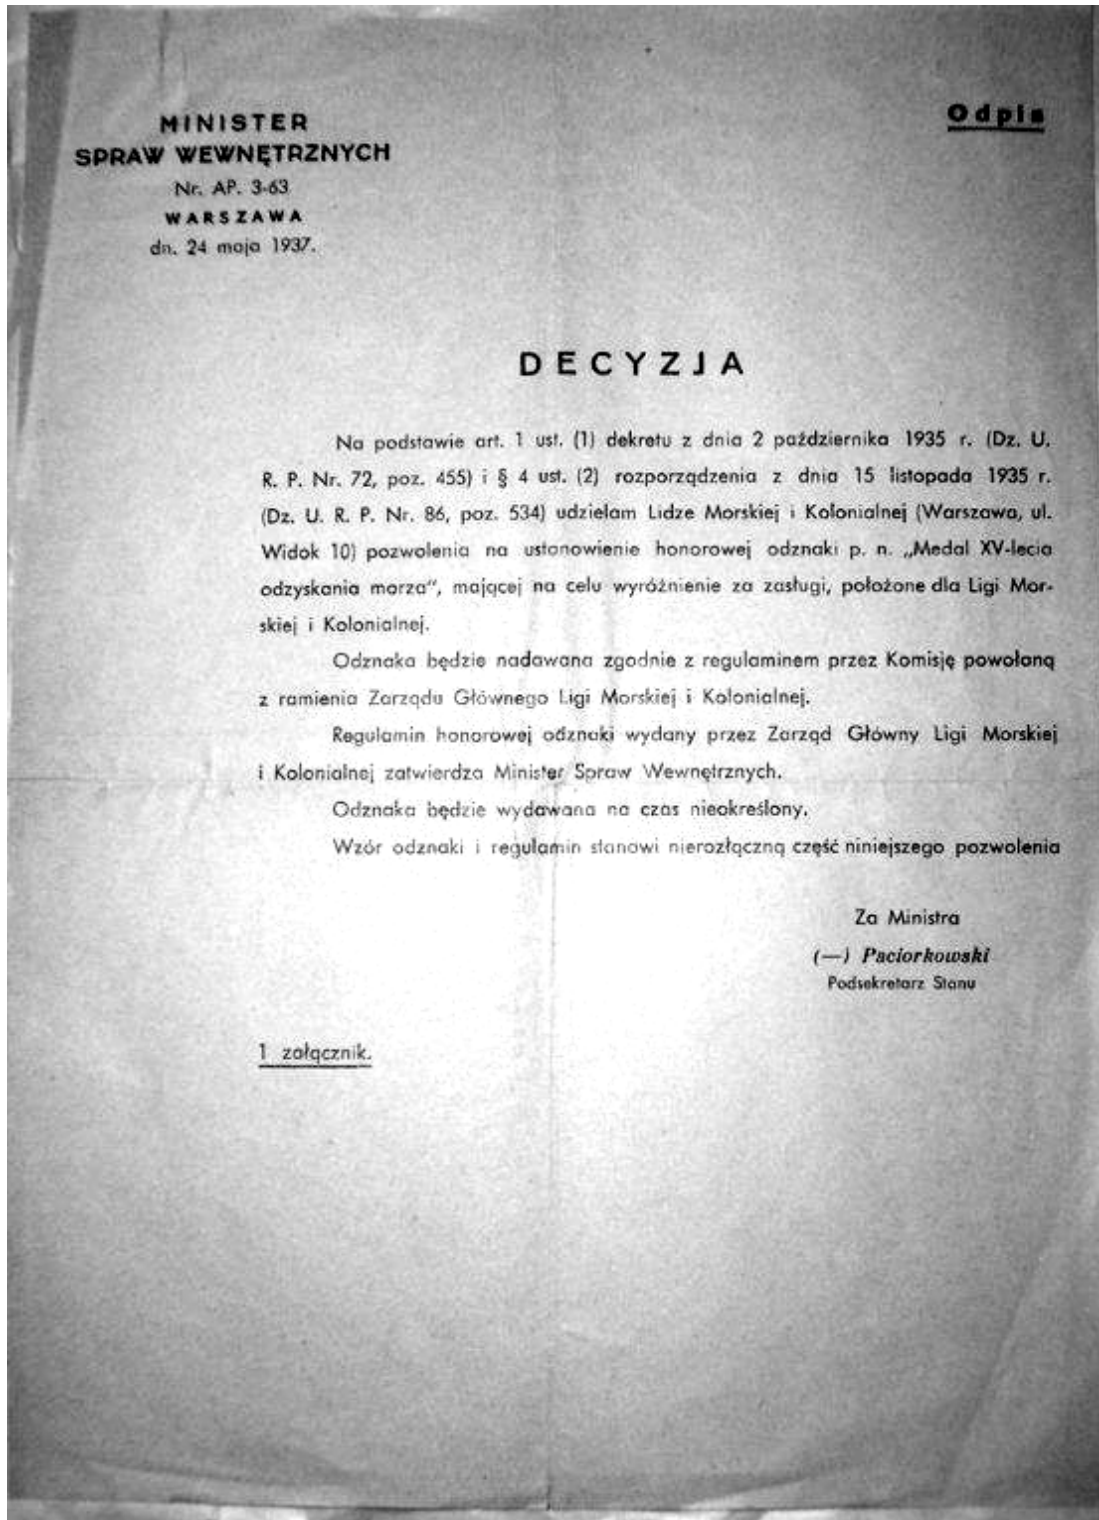 Odpis
MINISTER
SPRAW WEWNĘTRZNYCH
Nr. AP. 3-63
WARSZAWA
dn. 24 maja 1937.
DECYZJA
Na podstawie art. 1 ust. (1) dekretu z dnia 2 października 1935 r. (Dz. U.
R. P. Nr. 72, poz. 455) i § 4 ust. (2) rozporządzenia z dnia 15 listopada 1935 r.
(Dz. U. R. P. Nr. 86, poz. 534) udzielam Lidze Morskiej i Kolonialnej (Warszawa, ul.
Widok 10) pozwolenia na ustanowienie honorowej odznaki p. n. „Medal XV-lecia
odzyskania morza”, mającej na celu wyróżnienie za zasługi, położone dla Ligi Mor-
skiej i Kolonialnej.
Odznaka będzie nadawana zgodnie z regulaminem przez Komisję powołaną
z ramienia Zarządu Głównego Ligi Morskiej i Kolonialnej.
Regulamin honorowej odznaki wydany przez Zarząd Główny Ligi Morskiej
i Kolonialnej zatwierdza Minister Spraw Wewnętrznych.
Odznaka będzie wydawana na czas nieokreślony.
Wzór odznaki i regulamin stanowi nierozłączną część niniejszego pozwolenia
Za Ministra
(—) Paciorkowski
Podsekretarz Stanu
1 załącznik.